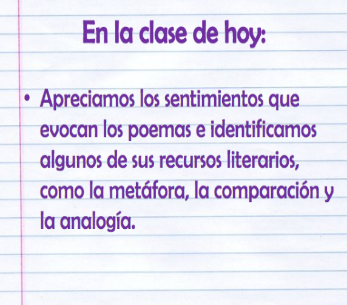 En la clase de hoy:
• Apreciamos los sentimientos que
evocan los poemas e identificamos
algunos de sus recursos literarios,
como la metáfora, la comparación y
la analogía.